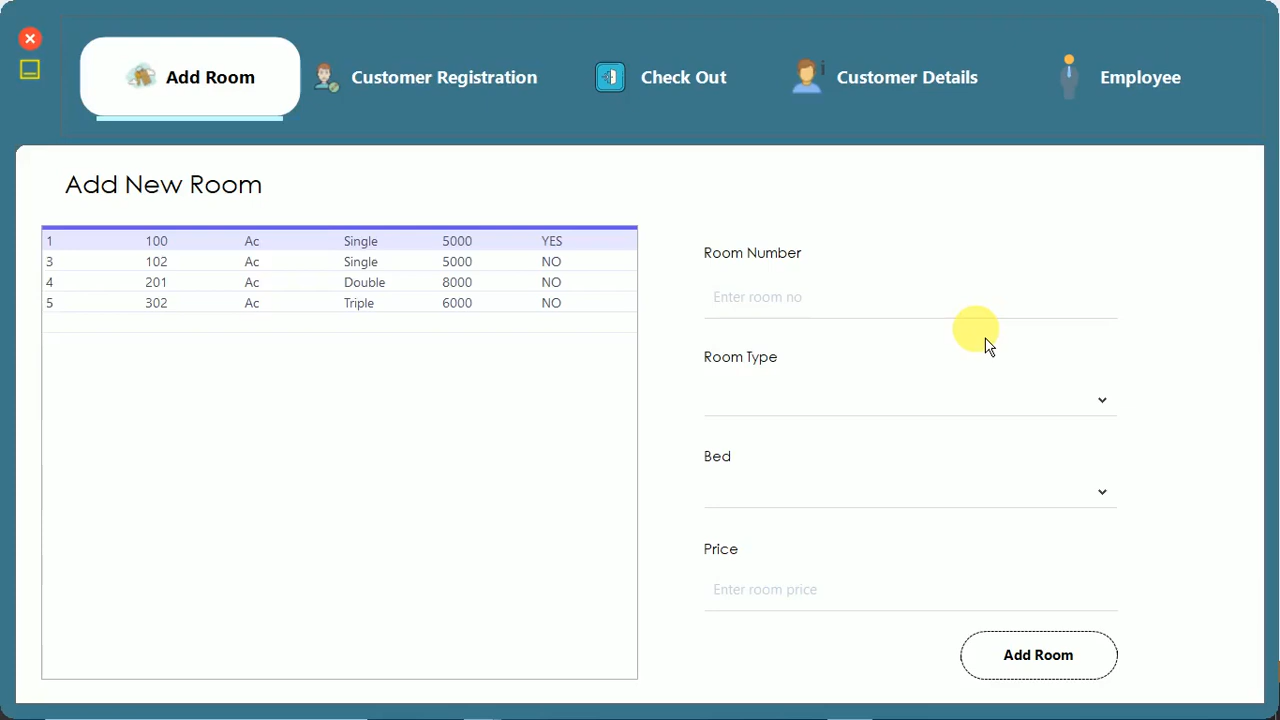 Add Room Customer Registration Check Out Customer Details Employee
Add New Room
1 100 Ac Single 5000 YES
3 102 Ac Single 5000 NO
4 201 Ac Double 8000 NO
5 302 Ac Triple 6000 NO
Room Number
Enter room no
Room Type
Bed
Price
Enter room price
Add Room